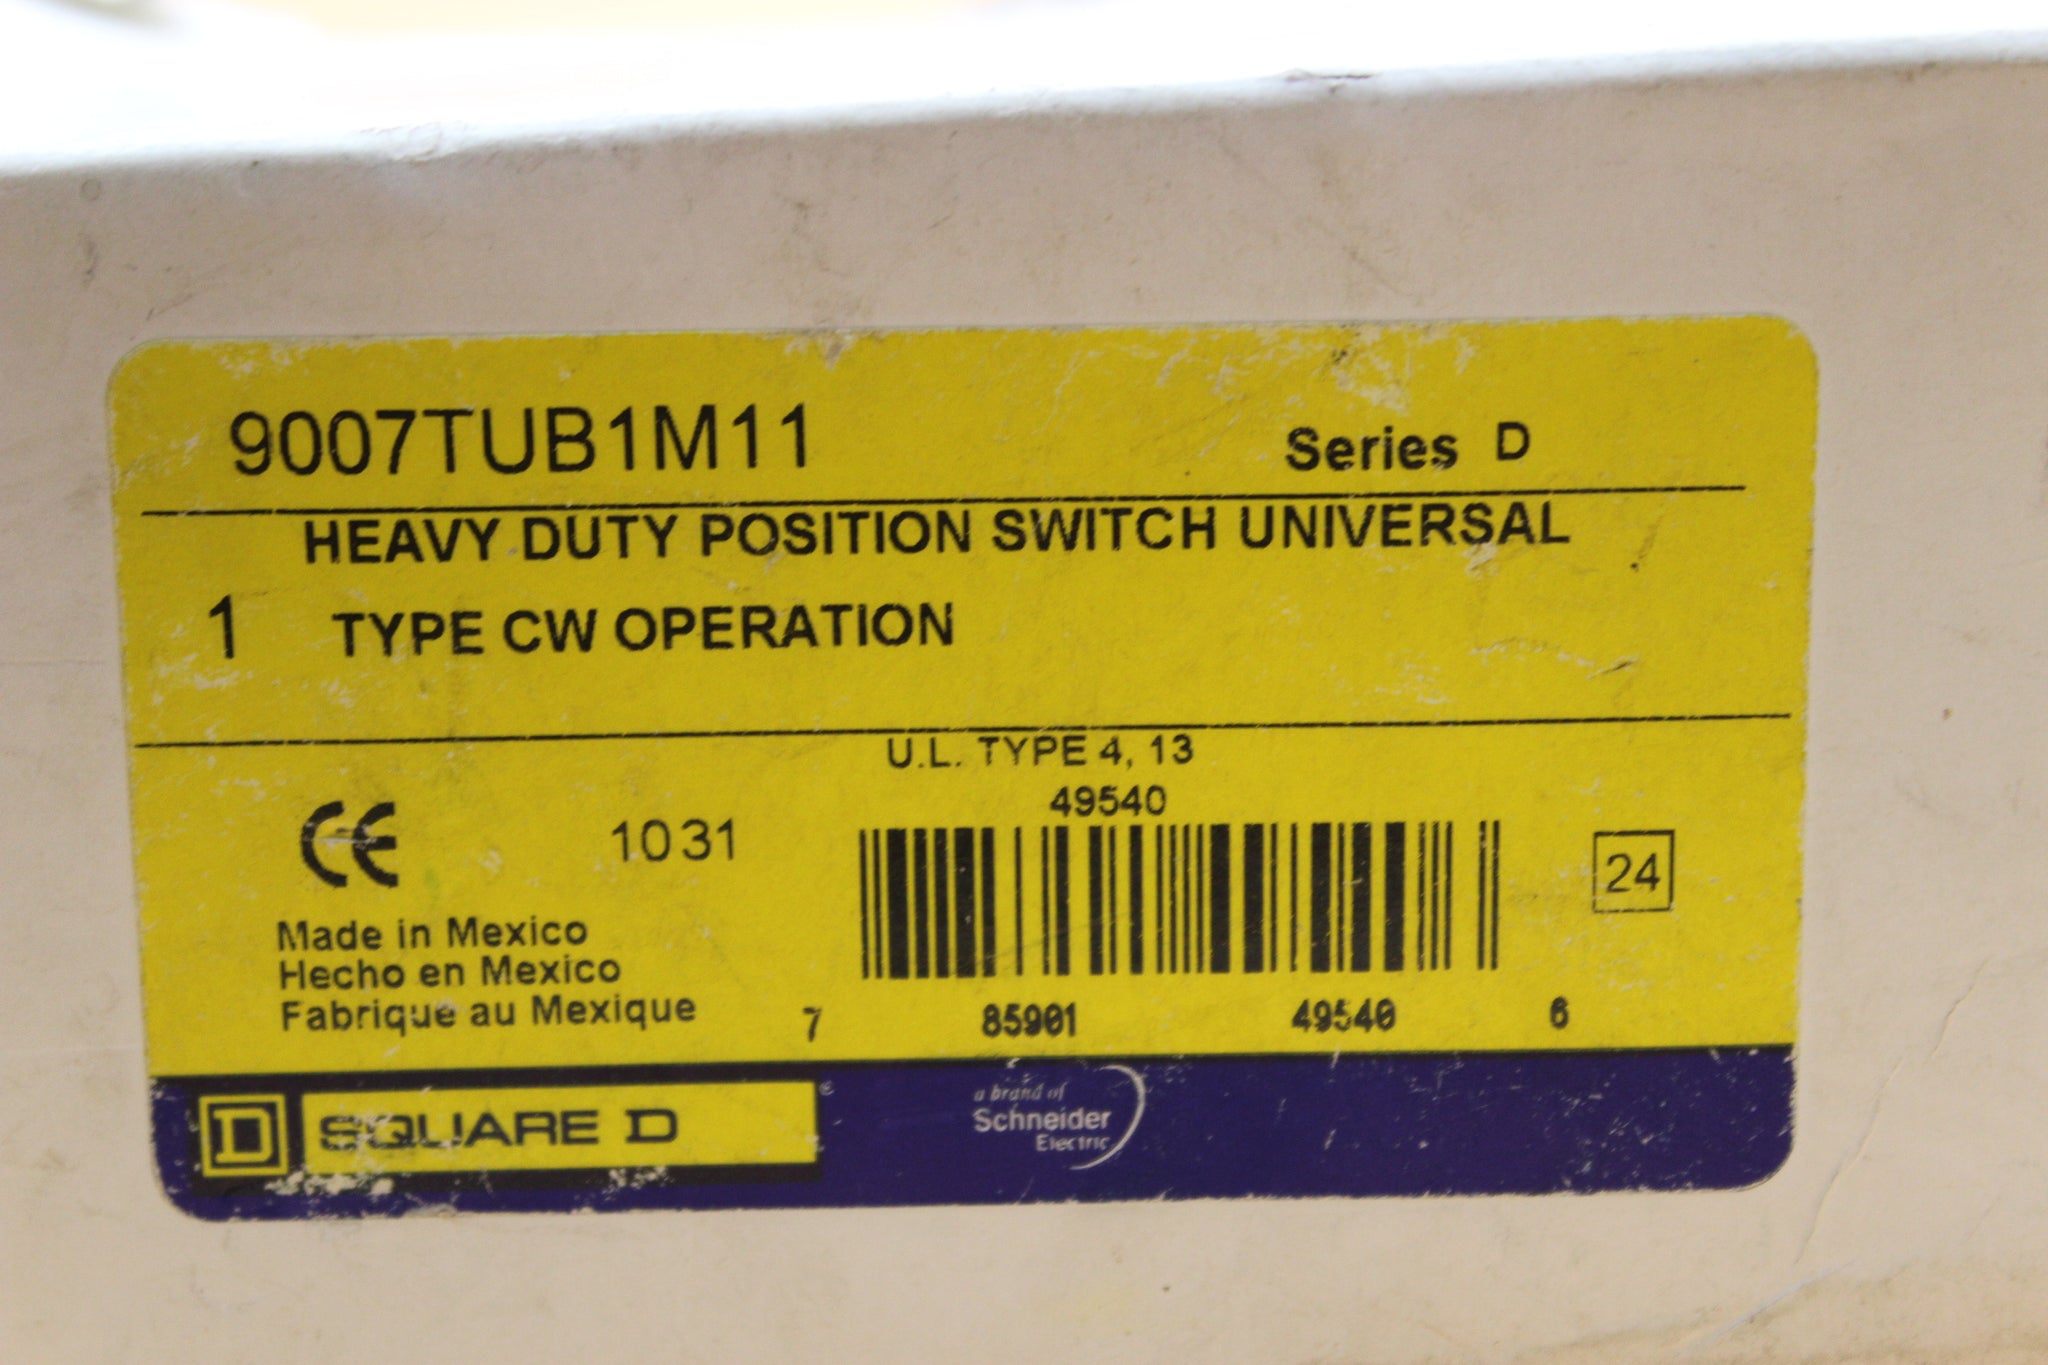 9007TUB1M11 Series D
HEAVY DUTY POSITION SWITCH UNIVERSAL
1 TYPE CW OPERATION
U.L. TYPE 4, 13
49540
CE 1031
24
Made in Mexico
Hecho en Mexico
Fabrique au Mexique
7 85901 49540 6
D SQUARE D ®
a brand of
Schneider
Electric